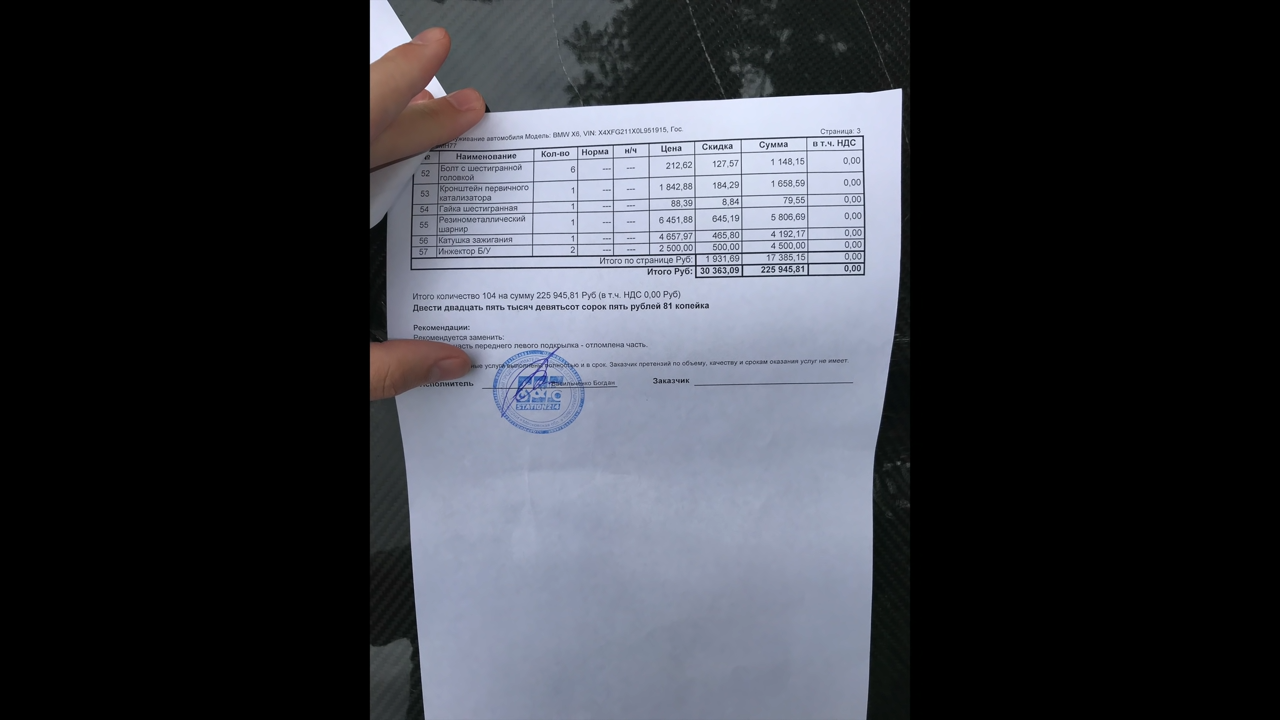 уживание автомобиля Модель: BMW X6, VIN: X4XFG211X0L951915, Гос.
Страница: 3
№ Наименование Кол-во Норма н/ч Цена Скидка Сумма в т.ч. НДС
52 Болт с шестигранной головкой 6 --- --- 212,62 127,57 1 148,15 0,00
53 Кронштейн первичного катализатора 1 --- --- 1 842,88 184,29 1 658,59 0,00
54 Гайка шестигранная 1 --- --- 88,39 8,84 79,55 0,00
55 Резинометаллический шарнир 1 --- --- 6 451,88 645,19 5 806,69 0,00
56 Катушка зажигания 1 --- --- 4 657,97 465,80 4 192,17 0,00
57 Инжектор Б/У 2 --- --- 2 500,00 500,00 4 500,00 0,00
Итого по странице Руб: 1 931,69 17 385,15 0,00
Итого Руб: 30 363,09 225 945,81 0,00
Итого количество 104 на сумму 225 945,81 Руб (в т.ч. НДС 0,00 Руб)
Двести двадцать пять тысяч девятьсот сорок пять рублей 81 копейка
Рекомендации:
Рекомендуется заменить:
часть переднего левого подкрылка - отломлена часть.
ные услуги выполнены полностью и в срок. Заказчик претензий по объему, качеству и срокам оказания услуг не имеет.
Исполнитель Богдан Заказчик
STATION